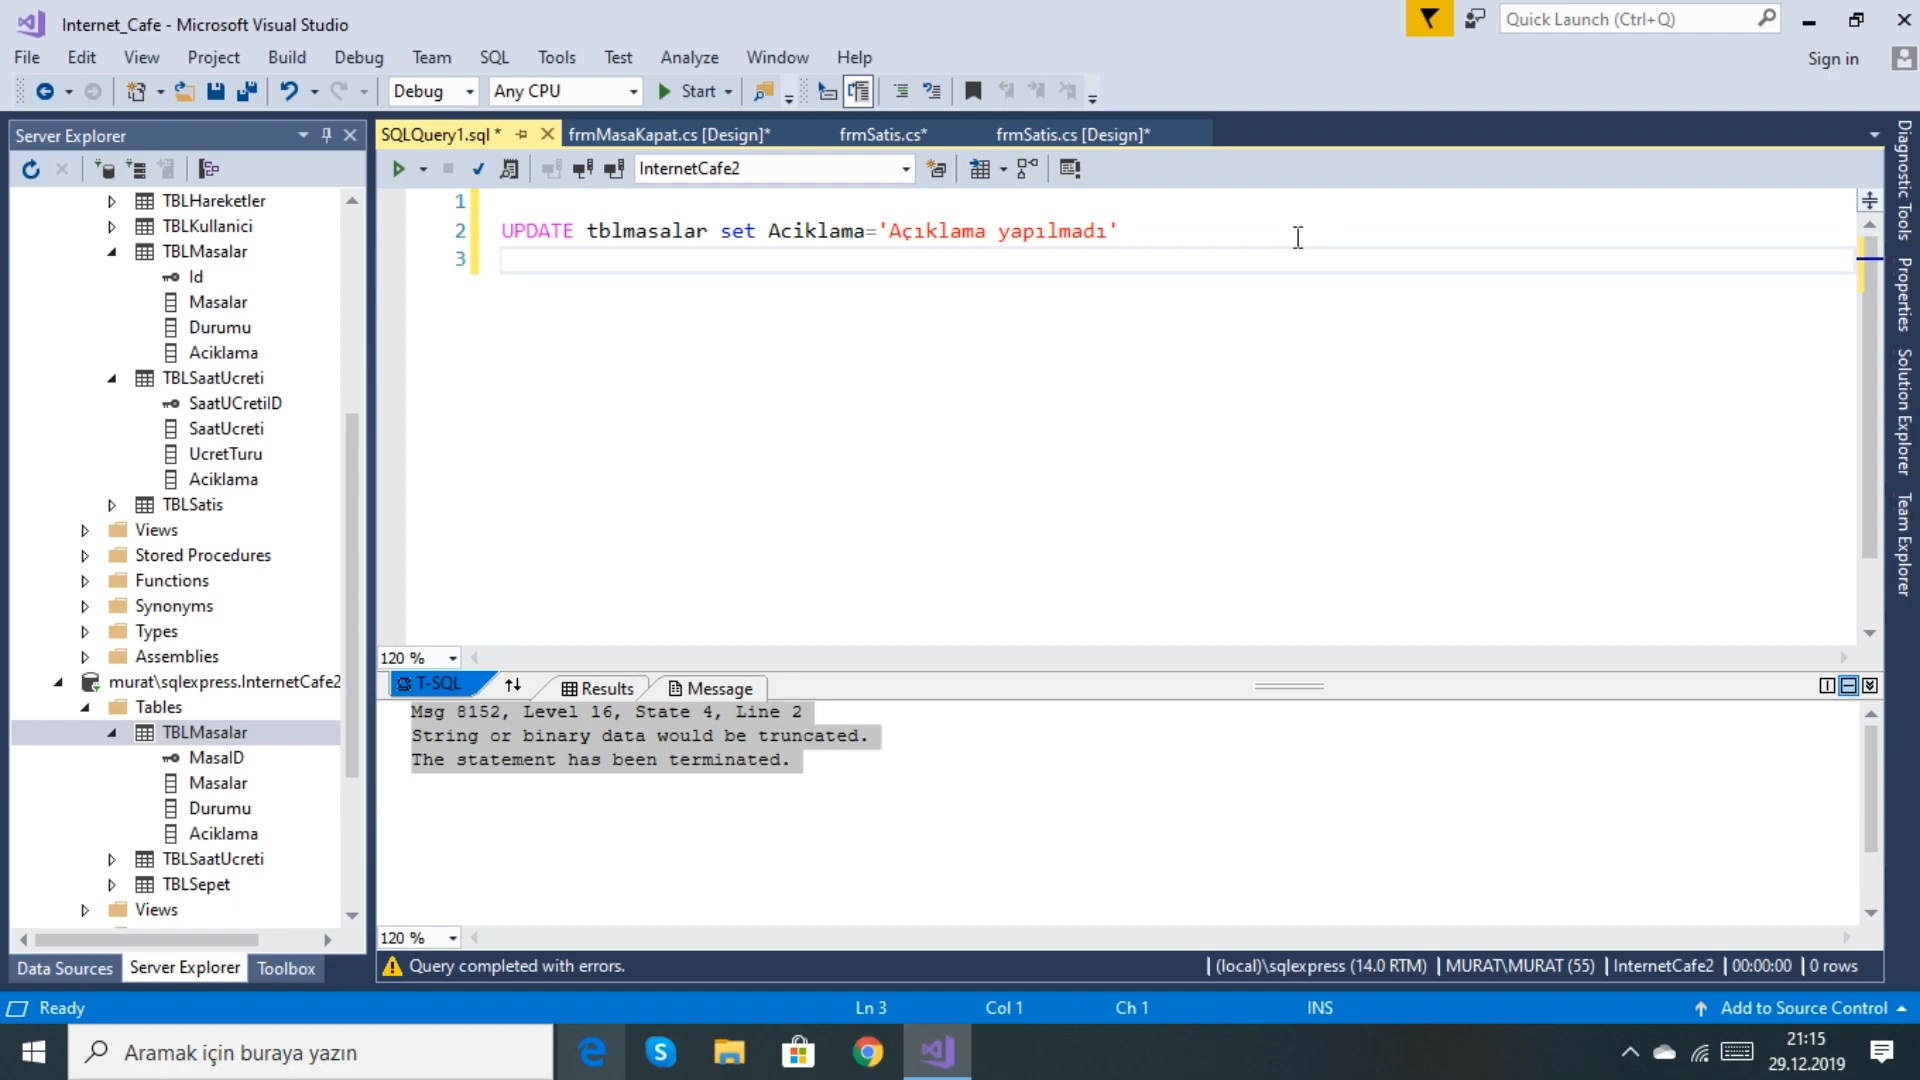 Internet_Cafe - Microsoft Visual Studio
Quick Launch (Ctrl+Q)
File Edit View Project Build Debug Team SQL Tools Test Analyze Window Help
Sign in
Debug Any CPU Start
Server Explorer
SQLQuery1.sql * frmMasaKapat.cs [Design]* frmSatis.cs* frmSatis.cs [Design]*
InternetCafe2
TBLHareketler
TBLKullanici
TBLMasalar
Id
Masalar
Durumu
Aciklama
TBLSaatUcreti
SaatUCretiID
SaatUcreti
UcretTuru
Aciklama
TBLSatis
Views
Stored Procedures
Functions
Synonyms
Types
Assemblies
murat\sqlexpress.InternetCafe2
Tables
TBLMasalar
MasaID
Masalar
Durumu
Aciklama
TBLSaatUcreti
TBLSepet
Views
Data Sources Server Explorer Toolbox
1
2 UPDATE tblmasalar set Aciklama='Açıklama yapılmadı'
3
120 %
T-SQL Results Message
Msg 8152, Level 16, State 4, Line 2
String or binary data would be truncated.
The statement has been terminated.
120 %
Query completed with errors.
(local)\sqlexpress (14.0 RTM) MURAT\MURAT (55) InternetCafe2 00:00:00 0 rows
Diagnostic Tools
Properties
Solution Explorer
Team Explorer
Ready Ln 3 Col 1 Ch 1 INS Add to Source Control
Aramak için buraya yazın
21:15
29.12.2019